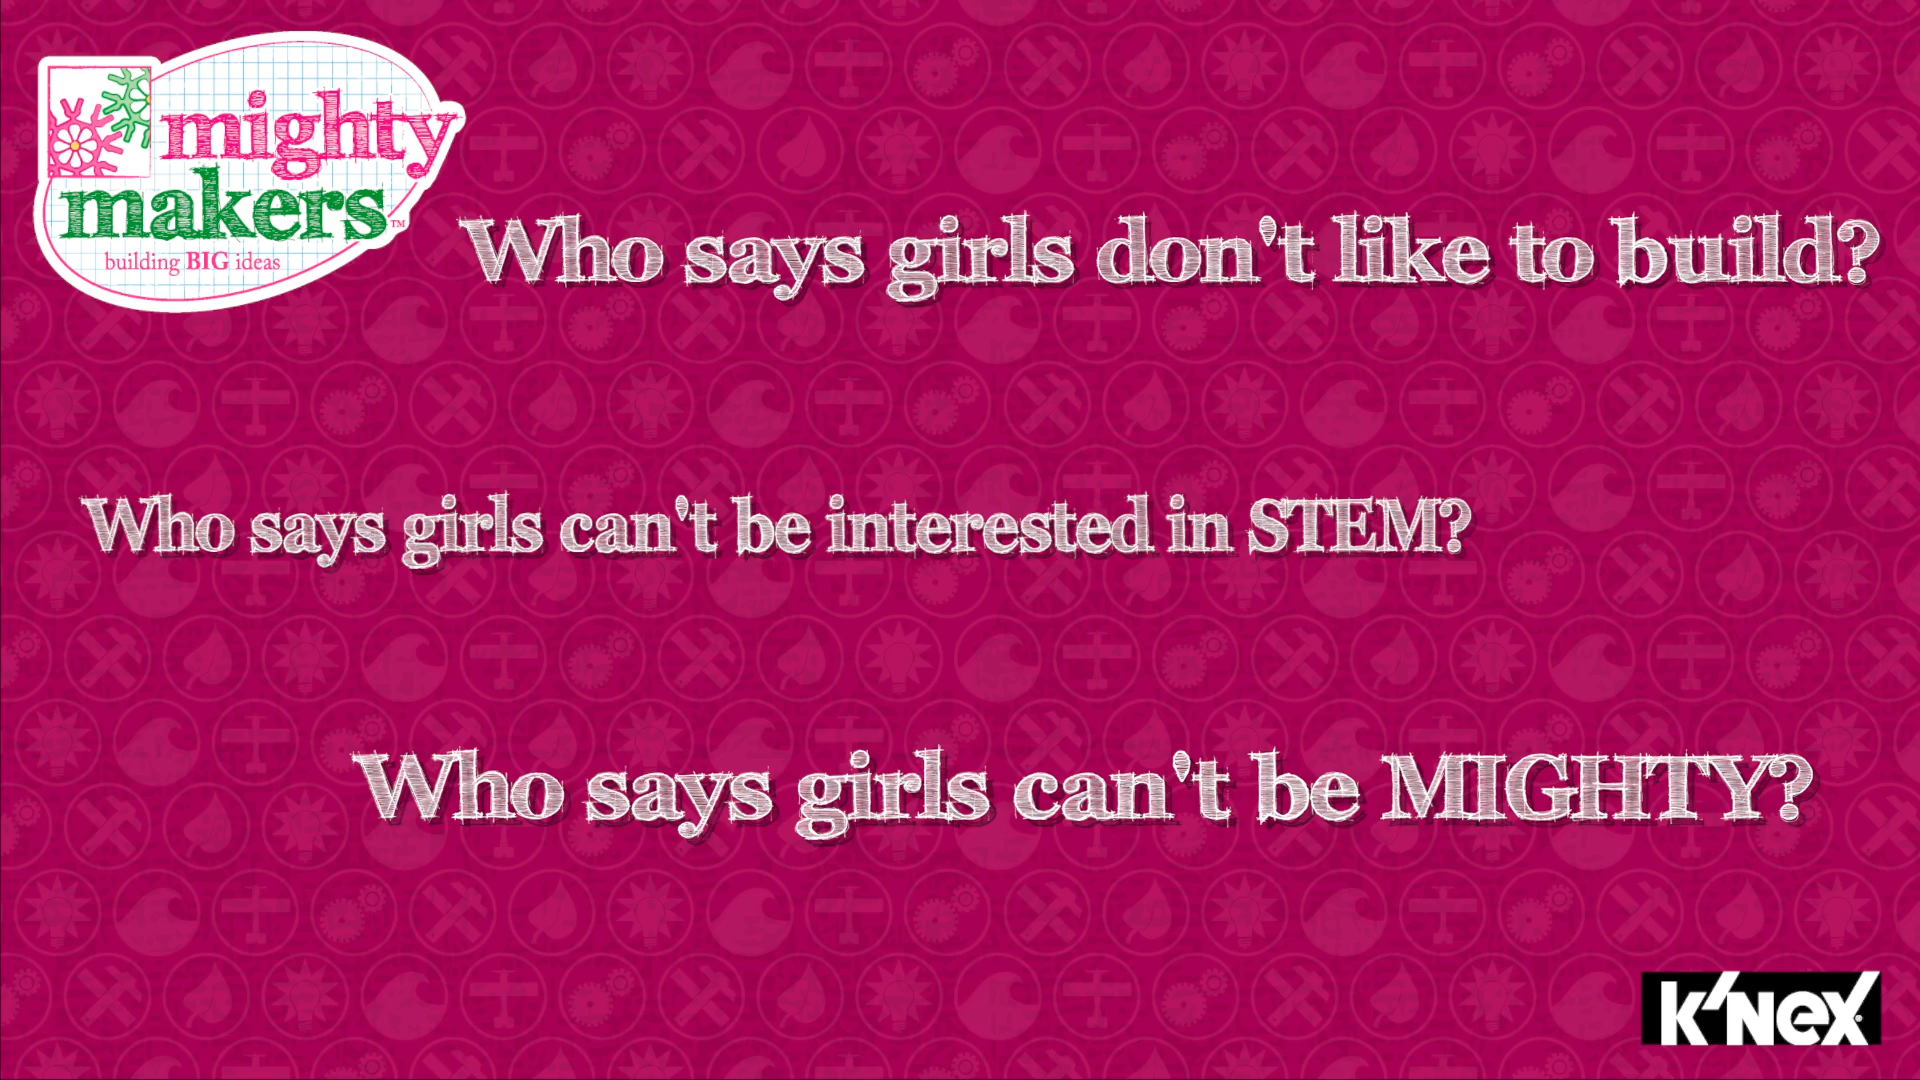 mighty
makers™
building BIG ideas
Who says girls don't like to build?
Who says girls can't be interested in STEM?
Who says girls can't be MIGHTY?
K'NEX